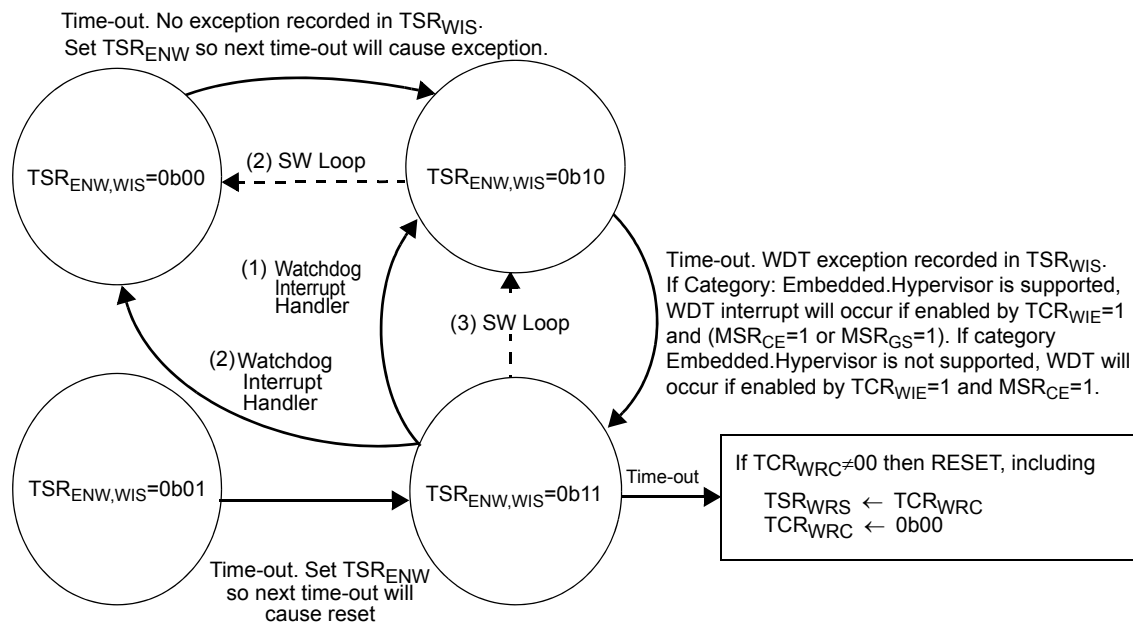 Time-out. No exception recorded in TSRWIS.
Set TSRENW so next time-out will cause exception.
TSRENW,WIS=0b00
(2) SW Loop
TSRENW,WIS=0b10
(1) Watchdog
Interrupt
Handler
(3) SW Loop
Time-out. WDT exception recorded in TSRWIS.
If Category: Embedded.Hypervisor is supported,
WDT interrupt will occur if enabled by TCRWIE=1
and (MSRCE=1 or MSRGS=1). If category
Embedded.Hypervisor is not supported, WDT will
occur if enabled by TCRWIE=1 and MSRCE=1.
(2) Watchdog
Interrupt
Handler
TSRENW,WIS=0b01
TSRENW,WIS=0b11
Time-out
If TCRWRC≠00 then RESET, including
TSRWRS ← TCRWRC
TCRWRC ← 0b00
Time-out. Set TSRENW
so next time-out will
cause reset